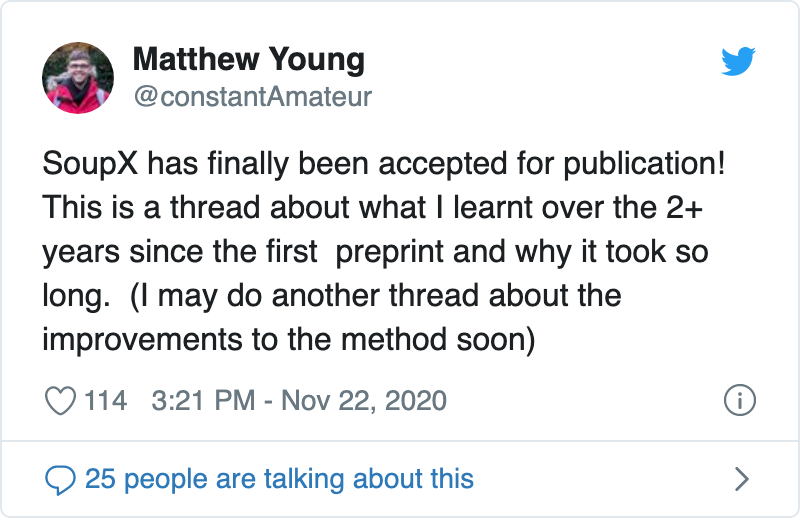 Matthew Young
@constantAmateur
SoupX has finally been accepted for publication!
This is a thread about what I learnt over the 2+
years since the first  preprint and why it took so
long.  (I may do another thread about the
improvements to the method soon)
114 3:21 PM - Nov 22, 2020
25 people are talking about this